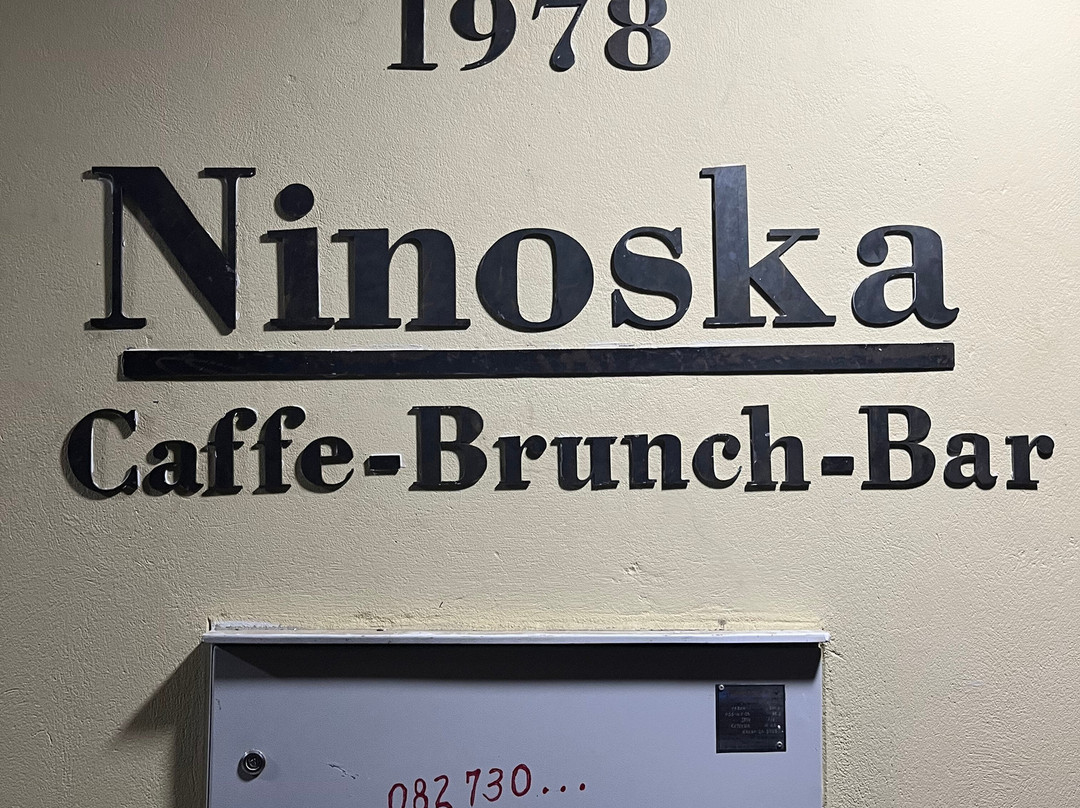 1978
Ninoska
Caffe-Brunch-Bar
082 730...